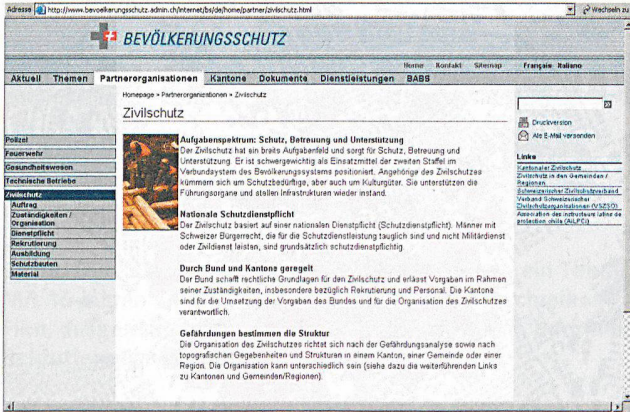 Adresse http://www.bevoelkerungsschutz.admin.ch/internet/bs/de/home/partner/zivilschutz.html Wechseln zu
BEVÖLKERUNGSSCHUTZ
Home Kontakt Sitemap Français Italiano
Aktuell Themen Partnerorganisationen Kantone Dokumente Dienstleistungen BABS
Homepage » Partnerorganisationen » Zivilschutz
Zivilschutz
Polizei
Feuerwehr
Gesundheitswesen
Technische Betriebe
Zivilschutz
Auftrag
Zuständigkeiten /
Organisation
Dienstpflicht
Rekrutierung
Ausbildung
Schutzbauten
Material
Aufgabenspektrum: Schutz, Betreuung und Unterstützung
Der Zivilschutz hat ein breits Aufgabenfeld und sorgt für Schutz, Betreuung und
Unterstützung. Er ist schwergewichtig als Einsatzmittel der zweiten Staffel im
Verbundsystem des Bevölkerungssystems positioniert. Angehörige des Zivilschutzes
kümmern sich um Schutzbedürftige, aber auch um Kulturgüter. Sie unterstützen die
Führungsorgane und stellen Infrastrukturen wieder instand.
Nationale Schutzdienstpflicht
Der Zivilschutz basiert auf einer nationalen Dienstpflicht (Schutzdienstpflicht). Männer mit
Schweizer Bürgerrecht, die für die Schutzdienstleistung tauglich sind und nicht Militärdienst
oder Zivildienst leisten, sind grundsätzlich schutzdienstpflichtig.
Durch Bund und Kantone geregelt
Der Bund schafft rechtliche Grundlagen für den Zivilschutz und erlässt Vorgaben im Rahmen
seiner Zuständigkeiten, insbesondere bezüglich Rekrutierung und Personal. Die Kantone
sind für die Umsetzung der Vorgaben des Bundes und für die Organisation des Zivilschutzes
verantwortlich.
Gefährdungen bestimmen die Struktur
Die Organisation des Zivilschutzes richtet sich nach der Gefährdungsanalyse sowie nach
topografischen Gegebenheiten und Strukturen in einem Kanton, einer Gemeinde oder einer
Region. Die Organisation kann unterschiedlich sein (siehe dazu die weiterführenden Links
zu Kantonen und Gemeinden/Regionen).
Druckversion
Als E-Mail versenden
Links
Kantonaler Zivilschutz
Zivilschutz in den Gemeinden /
Regionen
Schweizerischer Zivilschutzverband
Verband Schweizerischer
Zivilschutzorganisationen (VSZSO)
Association des instructeurs latins de
protection civile (AILPCi)